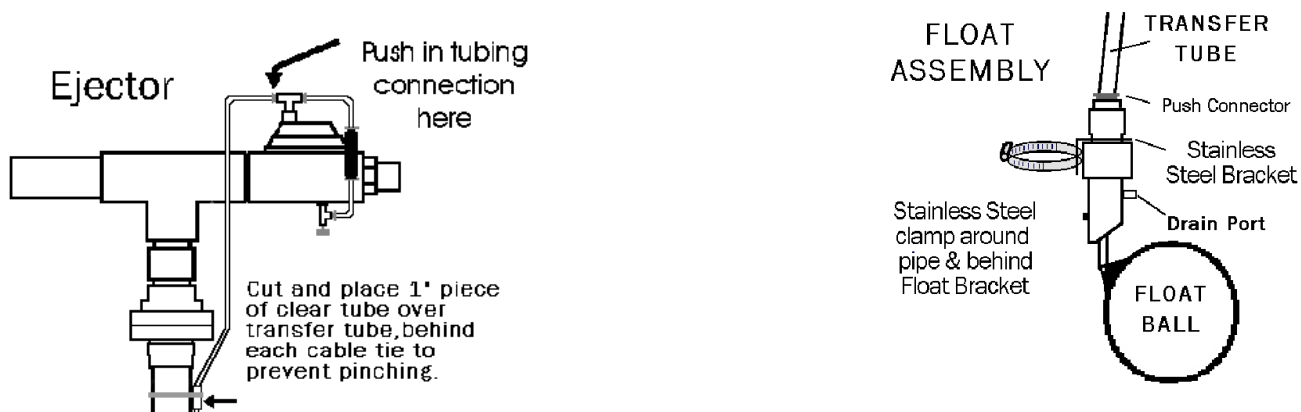 Ejector
Push in tubing
connection
here
Cut and place 1" piece
of clear tube over
transfer tube,behind
each cable tie to
prevent pinching.
FLOAT
ASSEMBLY
TRANSFER
TUBE
Push Connector
Stainless
Steel Bracket
Drain Port
Stainless Steel
clamp around
pipe & behind
Float Bracket
FLOAT
BALL